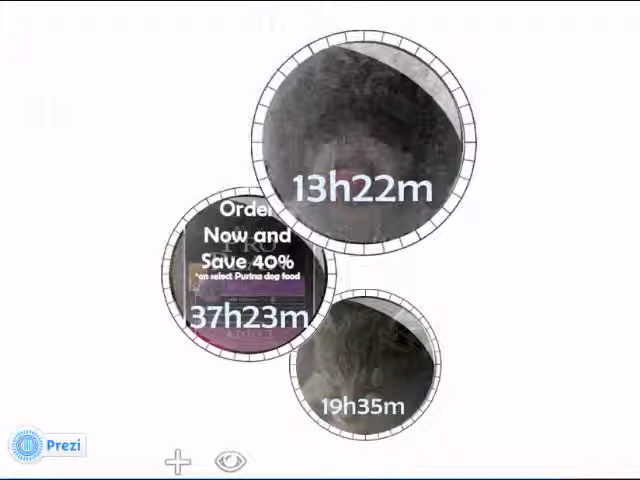 13h22m
Order
Now and
Save 40%
*on select Purina dog food
37h23m
19h35m
Prezi